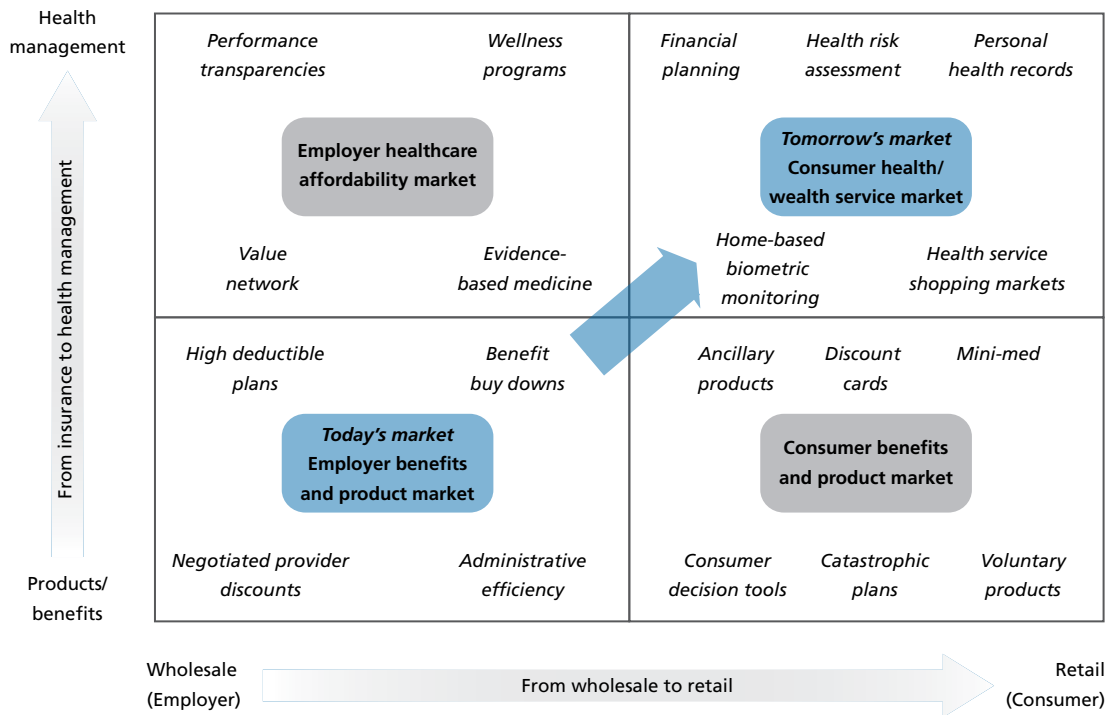 Health
management
Performance
transparencies
Wellness
programs
Employer healthcare
affordability market
Value
network
Evidence-
based medicine
Financial
planning
Health risk
assessment
Personal
health records
Tomorrow's market
Consumer health/
wealth service market
Home-based
biometric
monitoring
Health service
shopping markets
From insurance to health management
High deductible
plans
Benefit
buy downs
Today's market
Employer benefits
and product market
Negotiated provider
discounts
Administrative
efficiency
Ancillary
products
Discount
cards
Mini-med
Consumer benefits
and product market
Consumer
decision tools
Catastrophic
plans
Voluntary
products
Products/
benefits
Wholesale
(Employer)
From wholesale to retail
Retail
(Consumer)